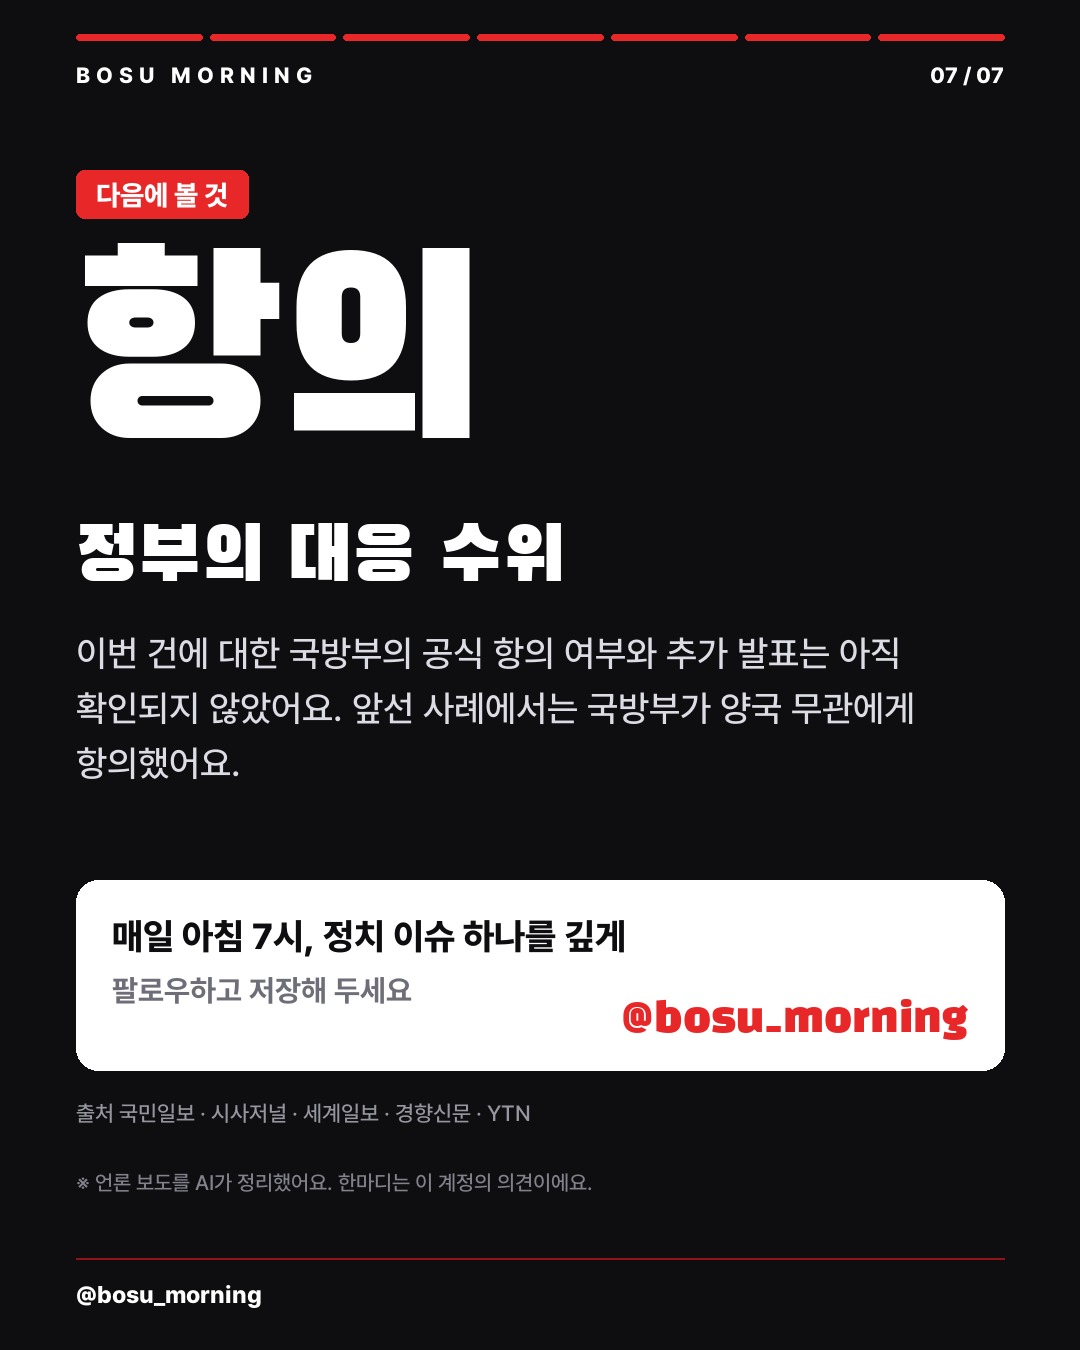 BOSU MORNING
07 / 07
다음에 볼 것
항의
정부의 대응 수위
이번 건에 대한 국방부의 공식 항의 여부와 추가 발표는 아직
확인되지 않았어요. 앞선 사례에서는 국방부가 양국 무관에게
항의했어요.
매일 아침 7시, 정치 이슈 하나를 깊게
팔로우하고 저장해 두세요
@bosu_morning
출처 국민일보 · 시사저널 · 세계일보 · 경향신문 · YTN
※ 언론 보도를 AI가 정리했어요. 한마디는 이 계정의 의견이에요.
@bosu_morning